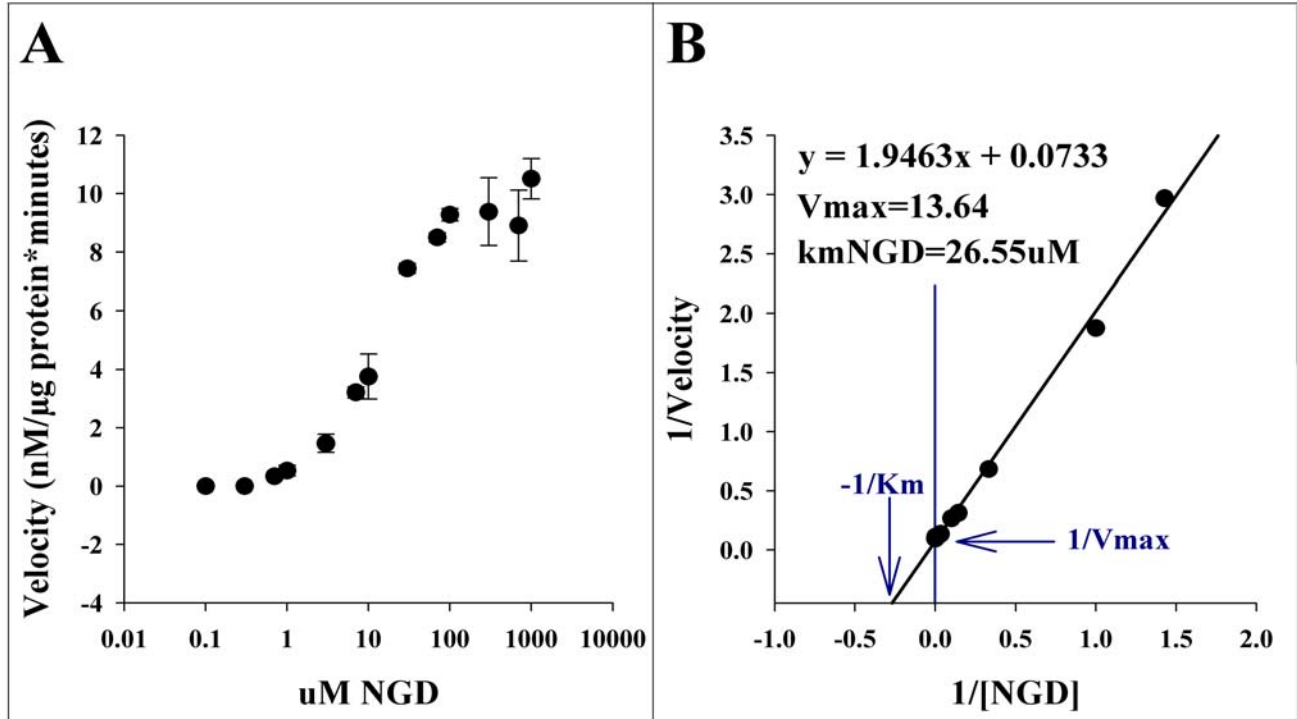 A
Velocity (nM/µg protein*minutes)
12
10
8
6
4
2
0
-2
-4
0.01 0.1 1 10 100 1000 10000
uM NGD
B
1/Velocity
3.5
3.0
2.5
2.0
1.5
1.0
0.5
0.0
y = 1.9463x + 0.0733
Vmax=13.64
kmNGD=26.55uM
-1/Km
1/Vmax
-1.0 -0.5 0.0 0.5 1.0 1.5 2.0
1/[NGD]